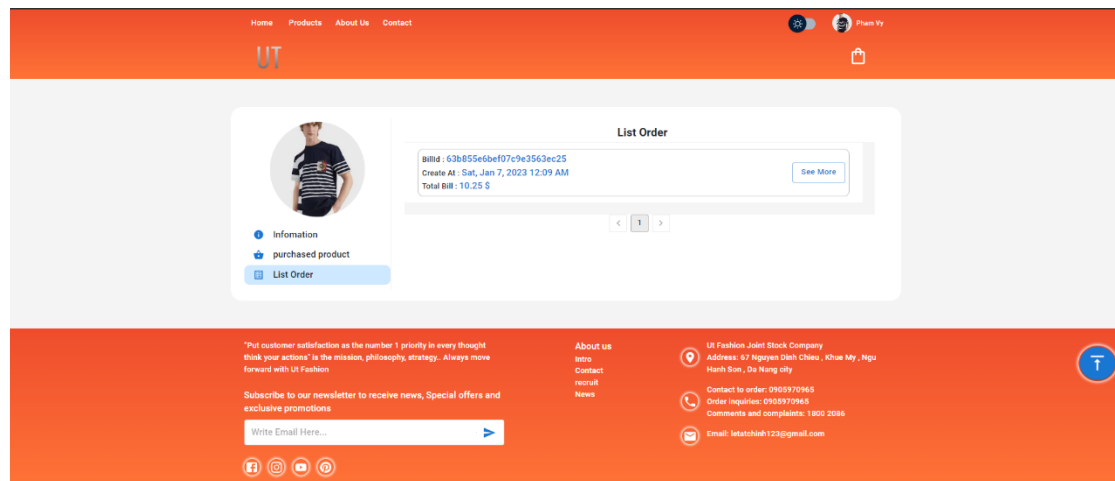 Home Products About Us Contact
Pham Vy
UT
List Order
BillId : 63b855e6bef07c9e3563ec25
Create At : Sat, Jan 7, 2023 12:09 AM
Total Bill : 10.25 $
See More
< 1 >
Infomation
purchased product
List Order
"Put customer satisfaction as the number 1 priority in every thought
think your actions" is the mission, philosophy, strategy.. Always move
forward with Ut Fashion
Subscribe to our newsletter to receive news, Special offers and
exclusive promotions
Write Email Here...
About us
Intro
Contact
recruit
News
Ut Fashion Joint Stock Company
Address: 67 Nguyen Dinh Chieu , Khue My , Ngu
Hanh Son , Da Nang city
Contact to order: 0905970965
Order inquiries: 0905970965
Comments and complaints: 1800 2086
Email: letatchinh123@gmail.com